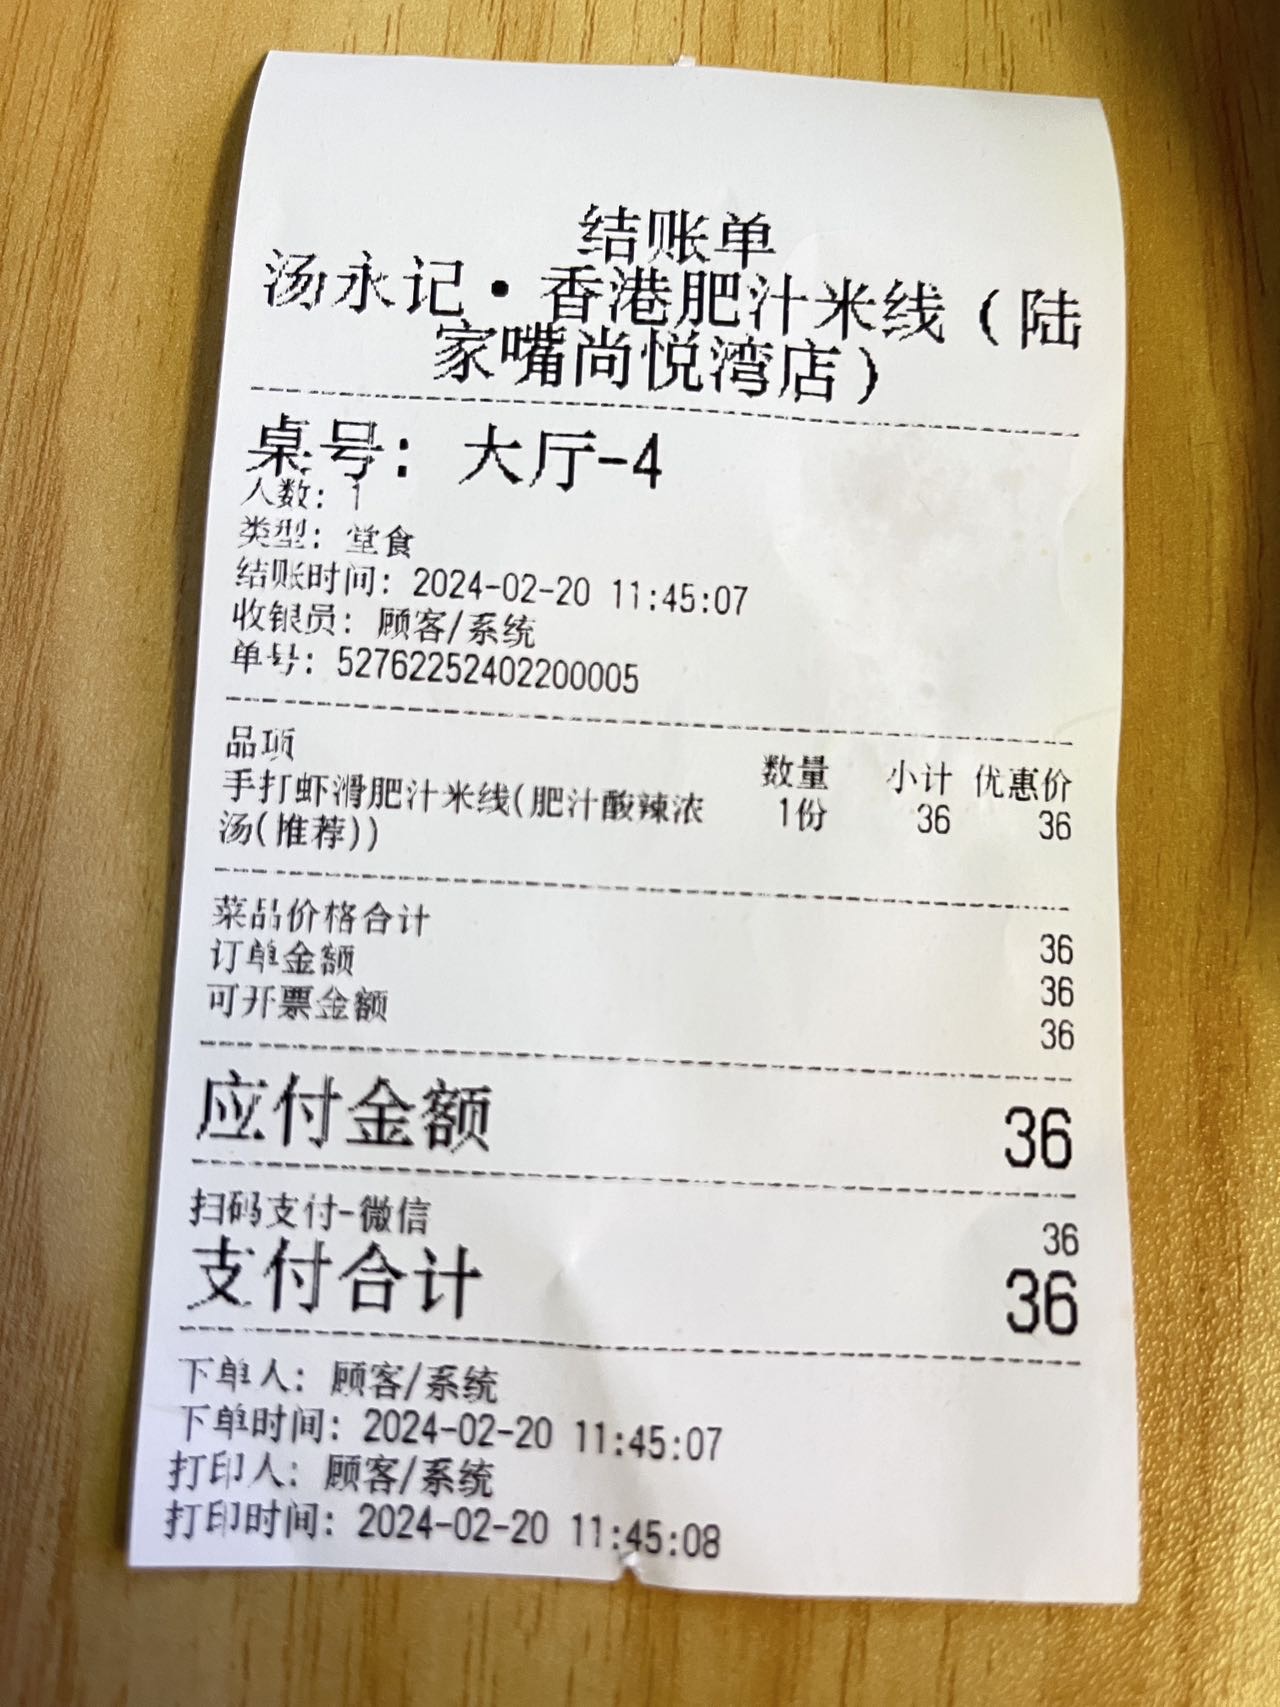 结账单
汤永记·香港肥汁米线（陆
家嘴尚悦湾店）
桌号：大厅-4
人数：1
类型：堂食
结账时间：2024-02-20 11:45:07
收银员：顾客/系统
单号：52762252402200005
品项 数量 小计 优惠价
手打虾滑肥汁米线(肥汁酸辣浓 1份 36 36
汤(推荐))
菜品价格合计 36
订单金额 36
可开票金额 36
应付金额 36
扫码支付-微信 36
支付合计 36
下单人：顾客/系统
下单时间：2024-02-20 11:45:07
打印人：顾客/系统
打印时间：2024-02-20 11:45:08